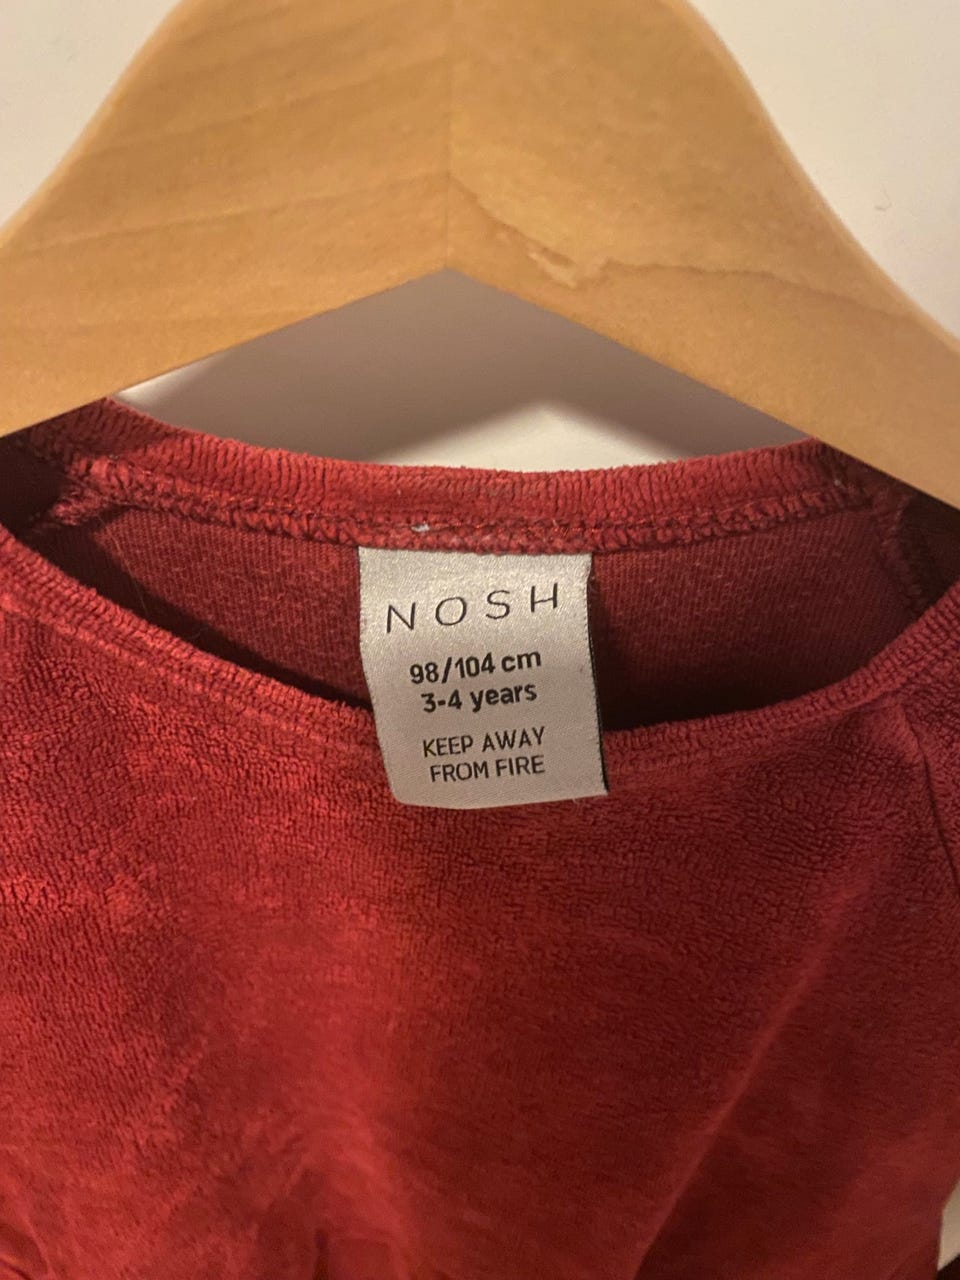 NOSH
98/104 cm
3-4 years
KEEP AWAY
FROM FIRE